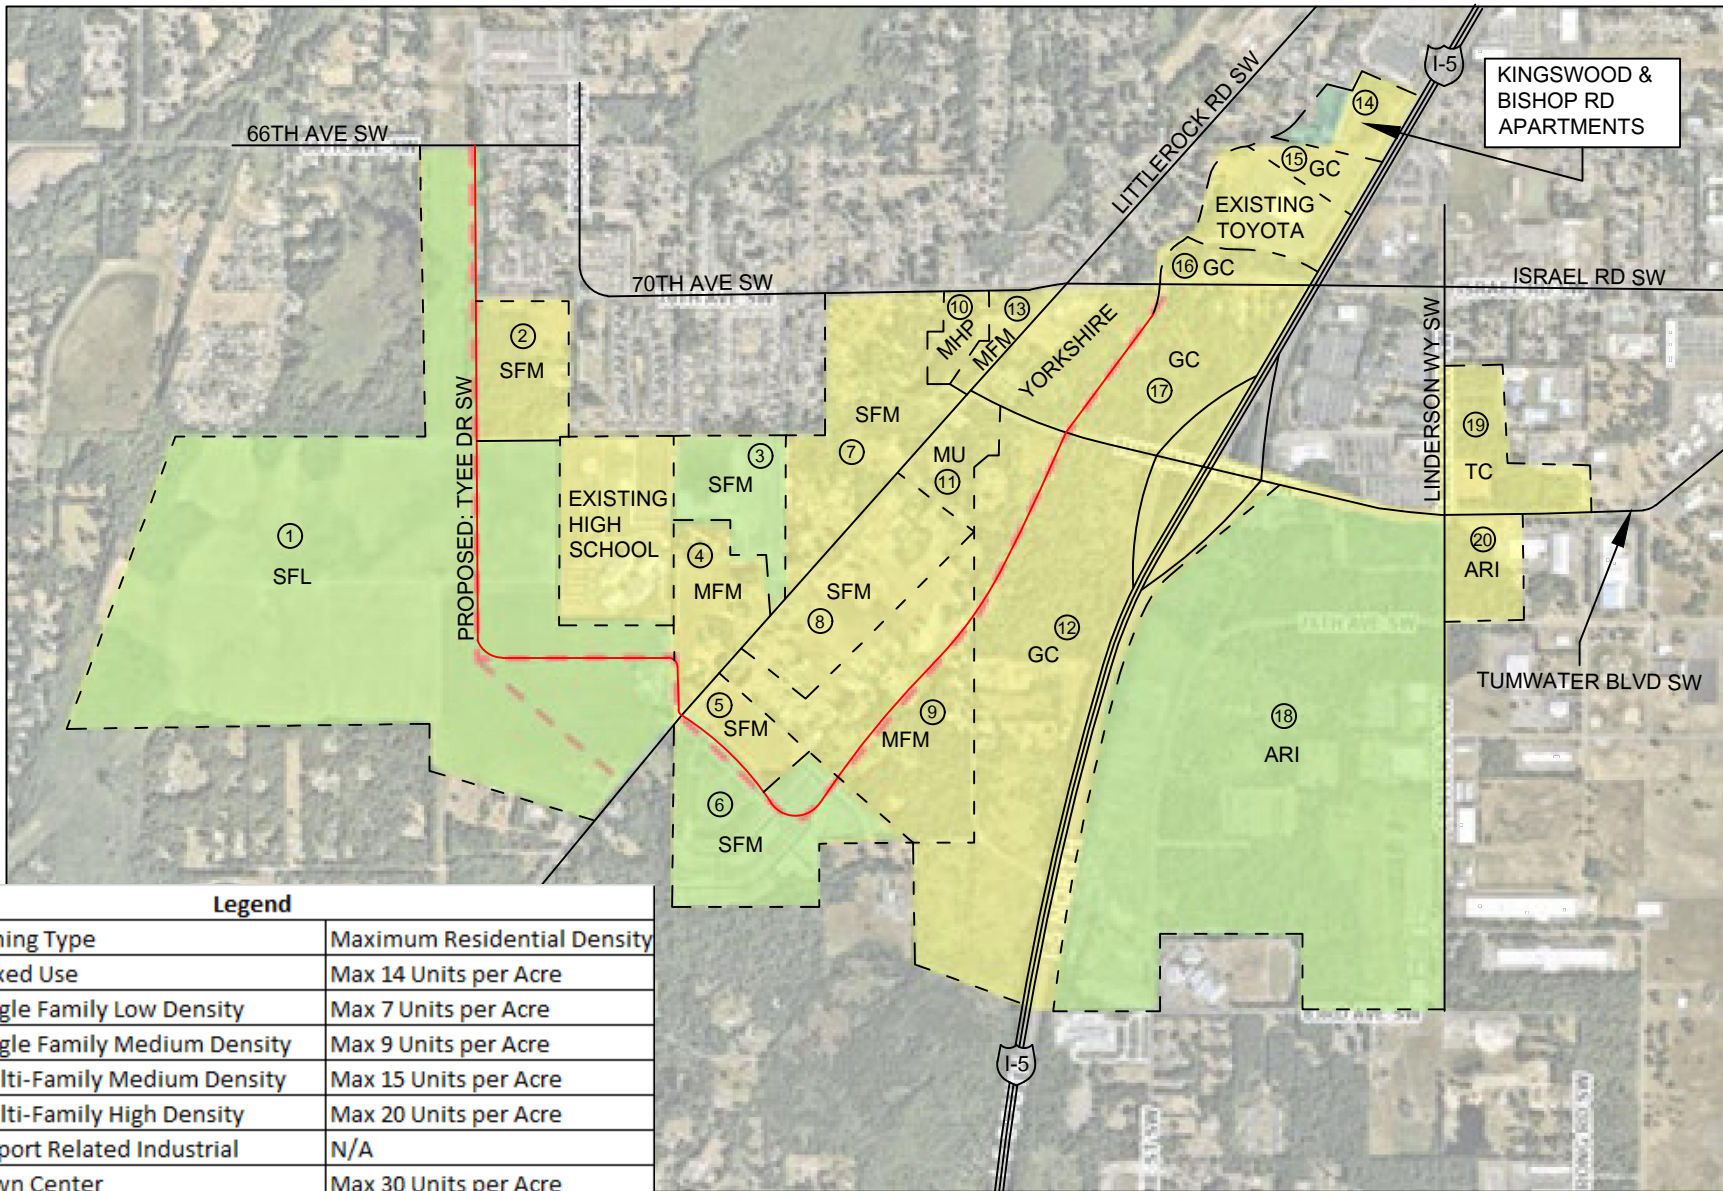 I-5
KINGSWOOD &
BISHOP RD
APARTMENTS
14
66TH AVE SW
LITTLEROCK RD SW
15
GC
EXISTING
TOYOTA
16 GC
70TH AVE SW
ISRAEL RD SW
10
MHP
13
MFM
YORKSHIRE
2
SFM
GC
17
LINDERSON WY SW
PROPOSED: TYEE DR SW
SFM
7
3
SFM
MU
11
19
TC
EXISTING
HIGH
SCHOOL
1
SFL
4
MFM
SFM
8
20
ARI
76TH AVE SW
12
GC
TUMWATER BLVD SW
5
SFM
9
MFM
18
ARI
6
SFM
I-5
Legend
ning Type
Maximum Residential Density
xed Use
Max 14 Units per Acre
gle Family Low Density
Max 7 Units per Acre
gle Family Medium Density
Max 9 Units per Acre
lti-Family Medium Density
Max 15 Units per Acre
lti-Family High Density
Max 20 Units per Acre
port Related Industrial
N/A
wn Center
Max 30 Units per Acre